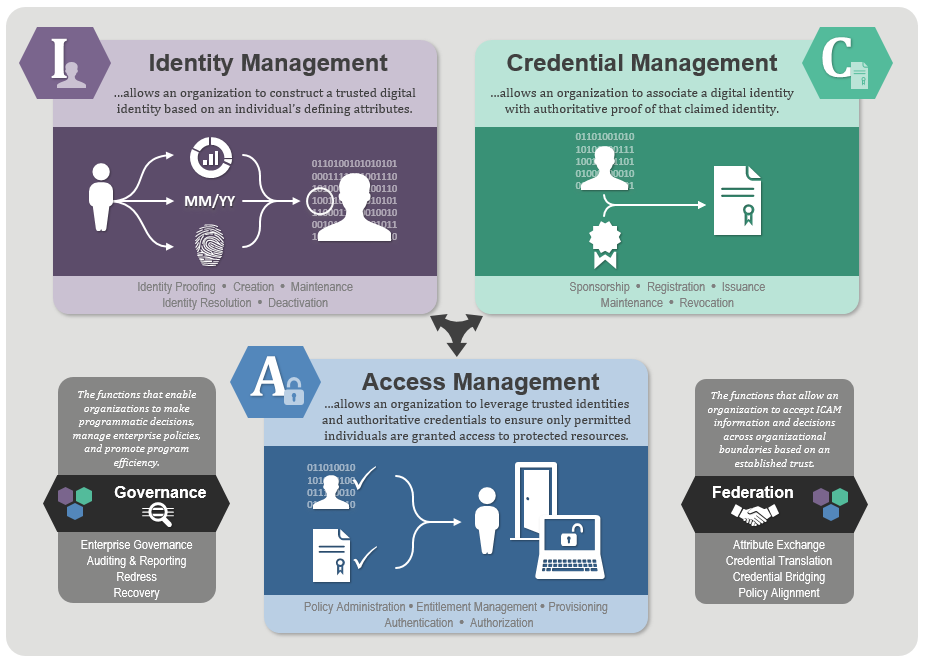 I
Identity Management
...allows an organization to construct a trusted digital
identity based on an individual's defining attributes.
MM/YY
Identity Proofing • Creation • Maintenance
Identity Resolution • Deactivation
C
Credential Management
...allows an organization to associate a digital identity
with authoritative proof of that claimed identity.
01101001010
Sponsorship • Registration • Issuance
Maintenance • Revocation
A
Access Management
...allows an organization to leverage trusted identities
and authoritative credentials to ensure only permitted
individuals are granted access to protected resources.
011010010
Policy Administration • Entitlement Management • Provisioning
Authentication • Authorization
The functions that enable
organizations to make
programmatic decisions,
manage enterprise policies,
and promote program
efficiency.
Governance
Enterprise Governance
Auditing & Reporting
Redress
Recovery
The functions that allow an
organization to accept ICAM
information and decisions
across organizational
boundaries based on an
established trust.
Federation
Attribute Exchange
Credential Translation
Credential Bridging
Policy Alignment